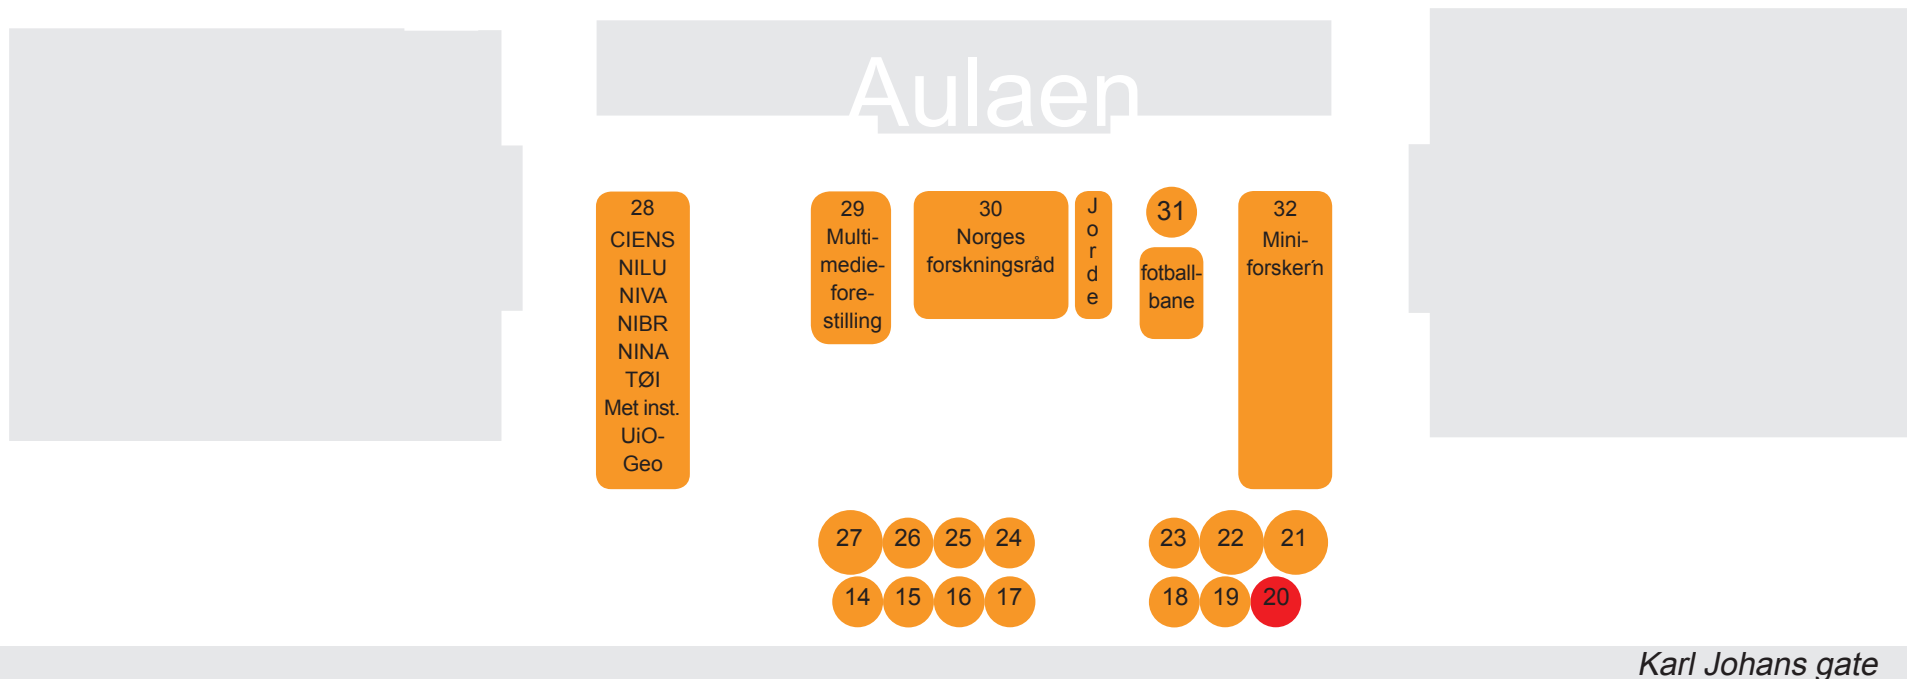 Aulaen
28
CIENS
NILU
NIVA
NIBR
NINA
TØI
Met inst.
UiO-
Geo
29
Multi-
medie-
fore-
stilling
30
Norges
forskningsråd
J
o
r
d
e
31
fotball-
bane
32
Mini-
forsker'n
27 26 25 24 23 22 21
14 15 16 17 18 19 20
Karl Johans gate